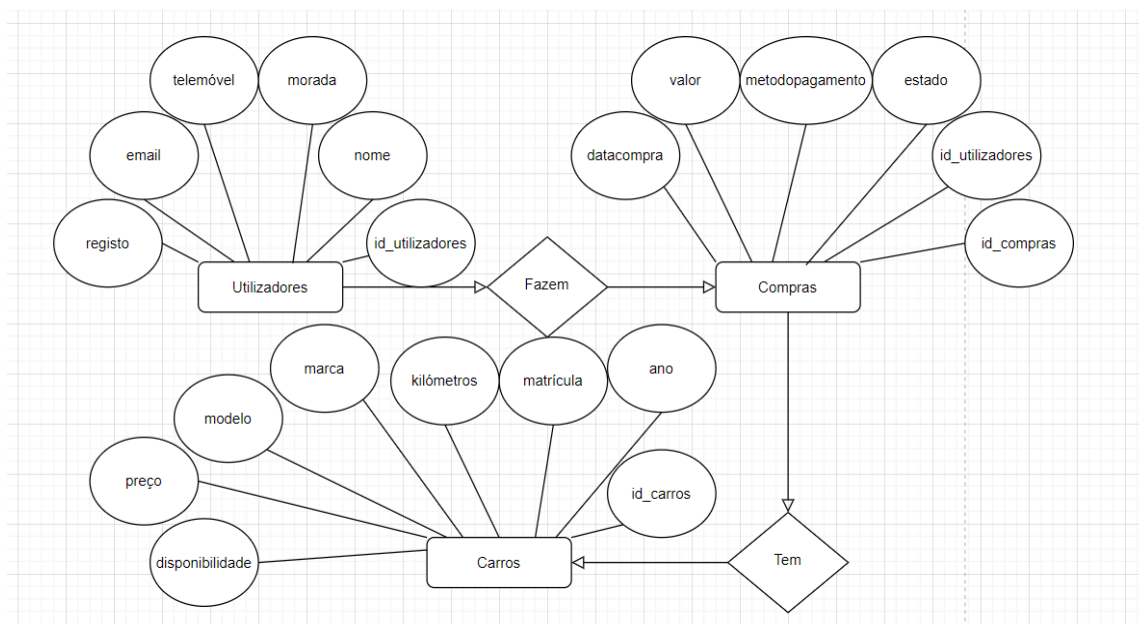 telemóvel
morada
valor
metodopagamento
estado
email
nome
datacompra
id_utilizadores
registo
id_utilizadores
id_compras
Utilizadores
Fazem
Compras
marca
kilómetros
matrícula
ano
modelo
preço
id_carros
disponibilidade
Carros
Tem